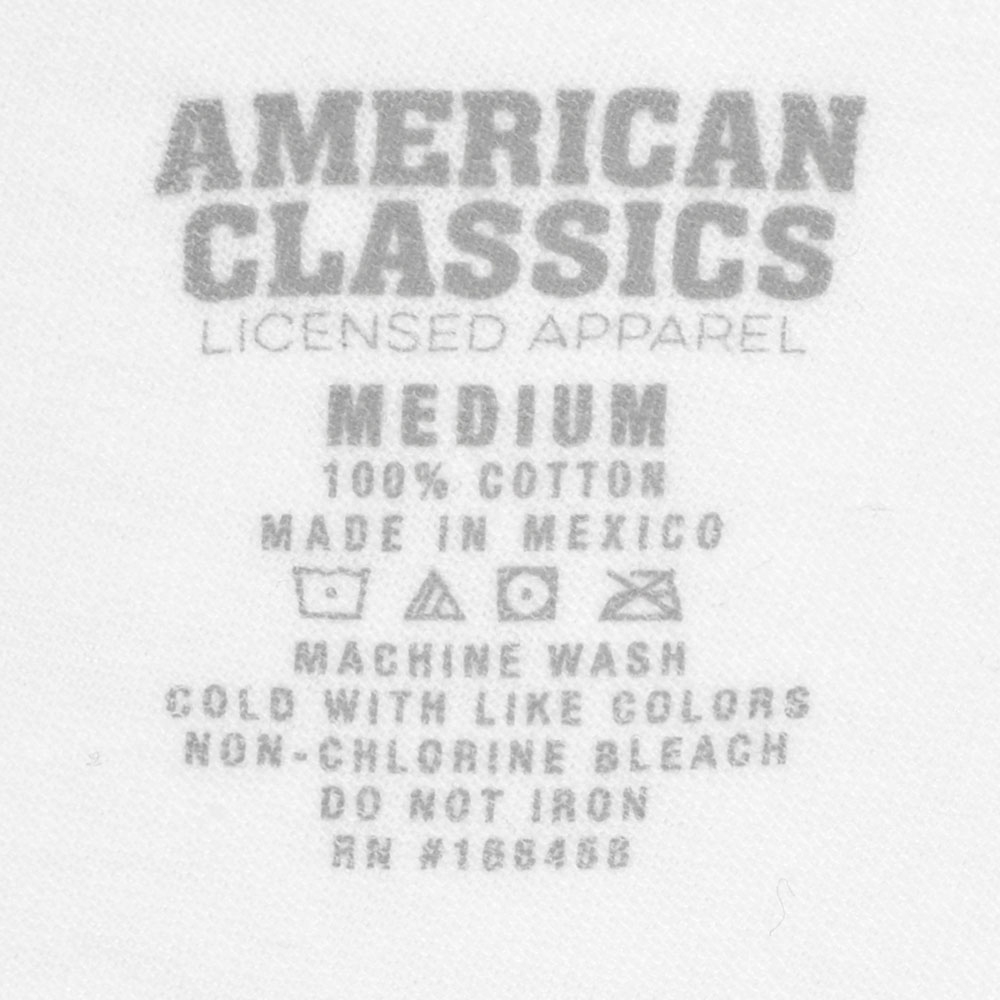 AMERICAN
CLASSICS
LICENSED APPAREL
MEDIUM
100% COTTON
MADE IN MEXICO
MACHINE WASH
COLD WITH LIKE COLORS
NON-CHLORINE BLEACH
DO NOT IRON
RN